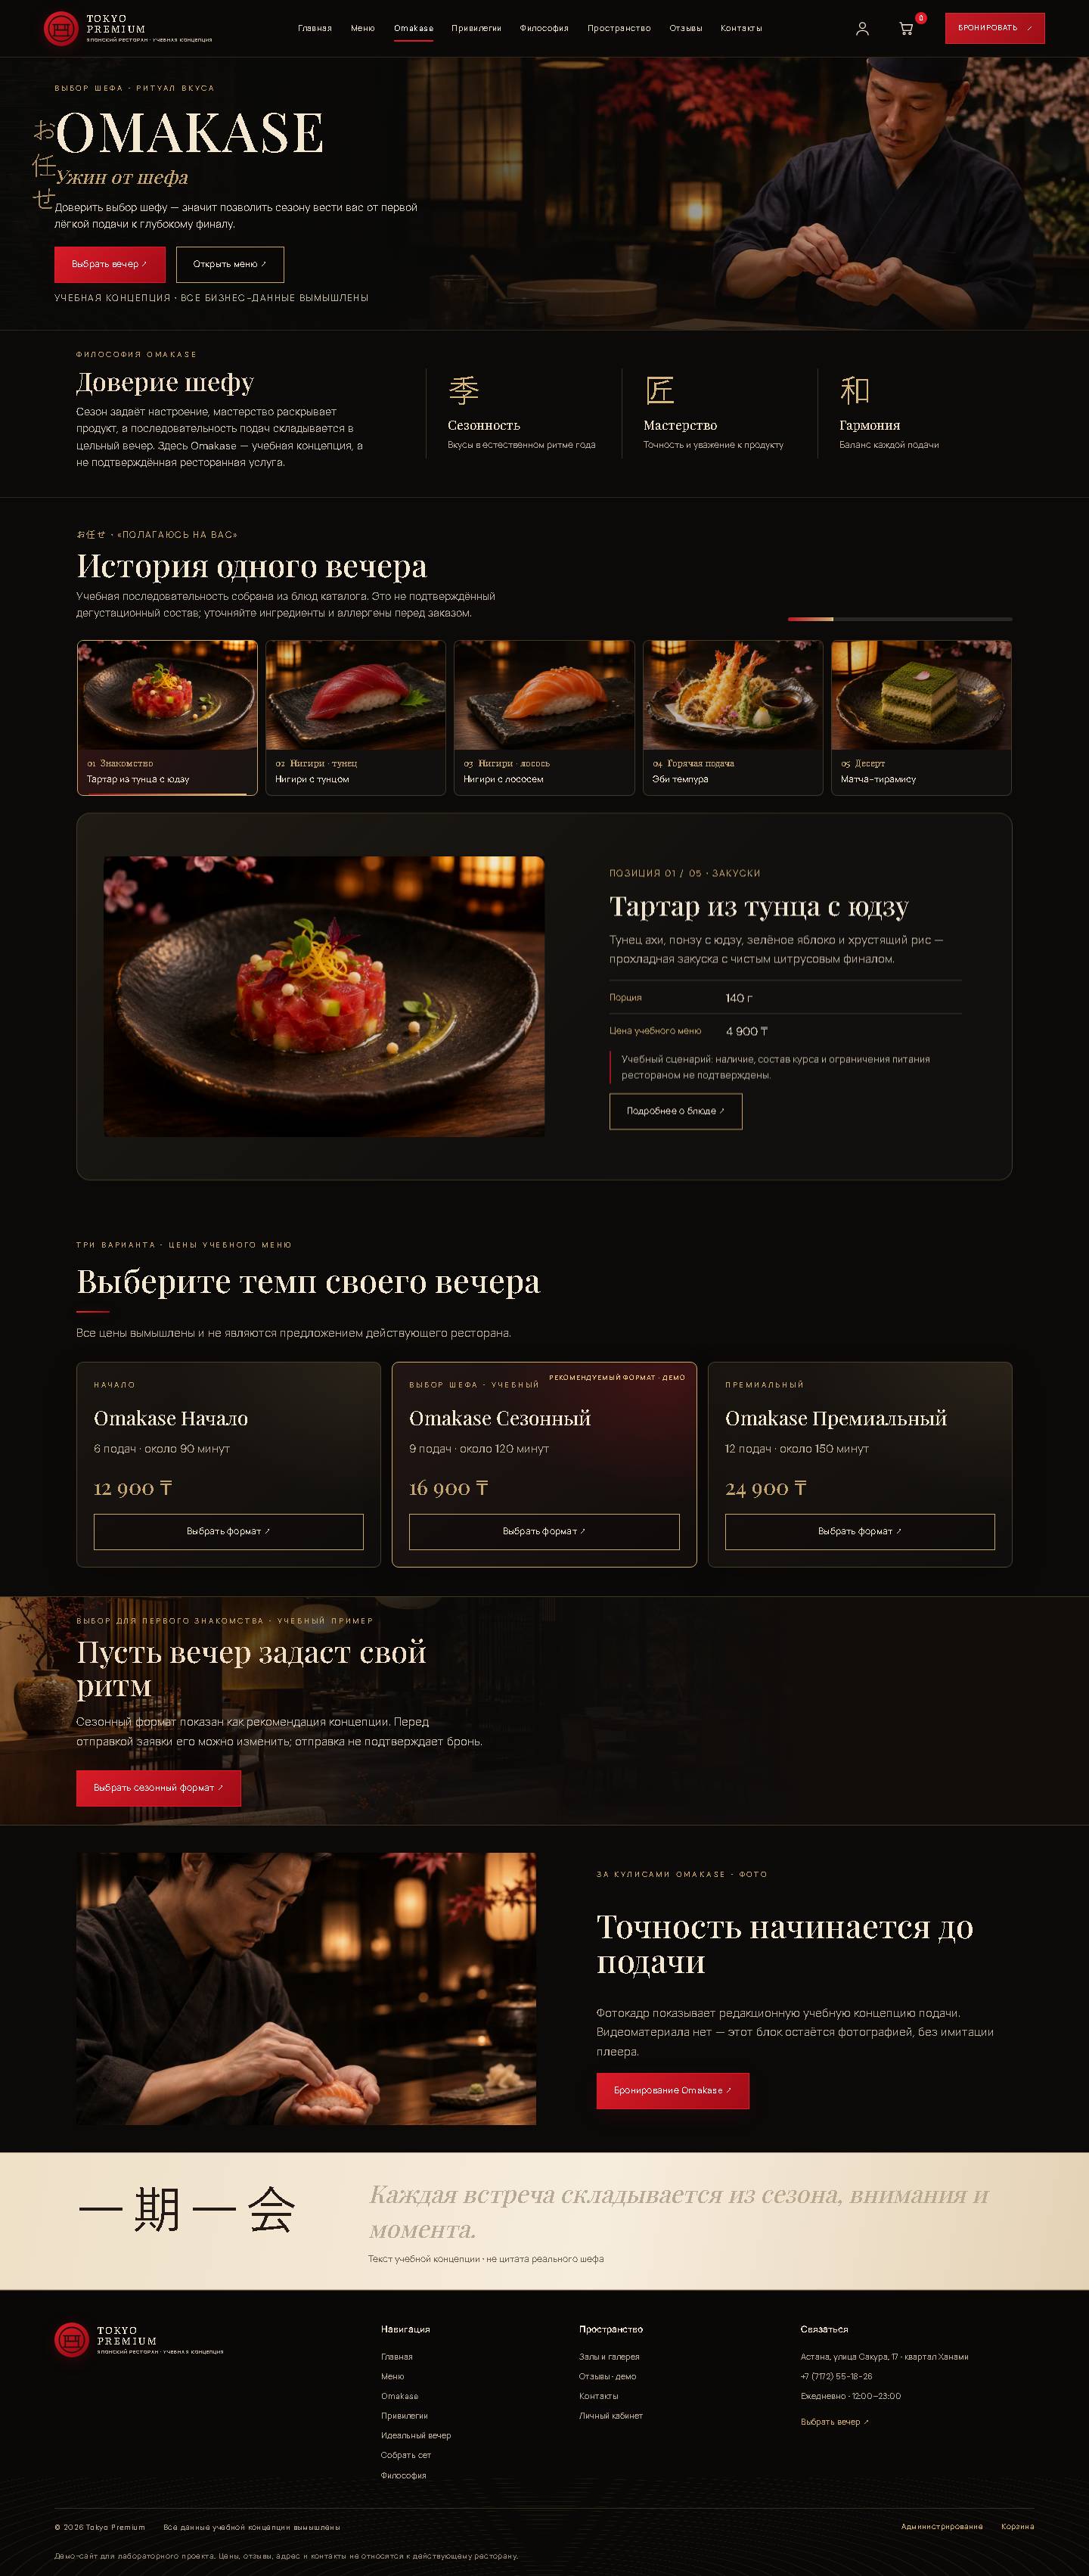 TOKYO
PREMIUM
ЯПОНСКИЙ РЕСТОРАН · УЧЕБНАЯ КОНЦЕПЦИЯ
Главная
Меню
Omakase
Привилегии
Философия
Пространство
Отзывы
Контакты
0
БРОНИРОВАТЬ ↗
ВЫБОР ШЕФА · РИТУАЛ ВКУСА
お任せ
OMAKASE
Ужин от шефа
Доверить выбор шефу — значит позволить сезону вести вас от первой
лёгкой подачи к глубокому финалу.
Выбрать вечер ↗
Открыть меню ↗
УЧЕБНАЯ КОНЦЕПЦИЯ · ВСЕ БИЗНЕС-ДАННЫЕ ВЫМЫШЛЕНЫ
ФИЛОСОФИЯ OMAKASE
Доверие шефу
Сезон задаёт настроение, мастерство раскрывает
продукт, а последовательность подач складывается в
цельный вечер. Здесь Omakase — учебная концепция, а
не подтверждённая ресторанная услуга.
季
Сезонность
Вкусы в естественном ритме года
匠
Мастерство
Точность и уважение к продукту
和
Гармония
Баланс каждой подачи
お任せ · «ПОЛАГАЮСЬ НА ВАС»
История одного вечера
Учебная последовательность собрана из блюд каталога. Это не подтверждённый
дегустационный состав; уточняйте ингредиенты и аллергены перед заказом.
01 Знакомство
Тартар из тунца с юдзу
02 Нигири · тунец
Нигири с тунцом
03 Нигири · лосось
Нигири с лососем
04 Горячая подача
Эби темпура
05 Десерт
Матча-тирамису
ПОЗИЦИЯ 01 / 05 · ЗАКУСКИ
Тартар из тунца с юдзу
Тунец ахи, понзу с юдзу, зелёное яблоко и хрустящий рис —
прохладная закуска с чистым цитрусовым финалом.
Порция 140 г
Цена учебного меню 4 900 ₸
Учебный сценарий: наличие, состав курса и ограничения питания
рестораном не подтверждены.
Подробнее о блюде ↗
ТРИ ВАРИАНТА · ЦЕНЫ УЧЕБНОГО МЕНЮ
Выберите темп своего вечера
Все цены вымышлены и не являются предложением действующего ресторана.
НАЧАЛО
Omakase Начало
6 подач · около 90 минут
12 900 ₸
Выбрать формат ↗
РЕКОМЕНДУЕМЫЙ ФОРМАТ · ДЕМО
ВЫБОР ШЕФА · УЧЕБНЫЙ
Omakase Сезонный
9 подач · около 120 минут
16 900 ₸
Выбрать формат ↗
ПРЕМИАЛЬНЫЙ
Omakase Премиальный
12 подач · около 150 минут
24 900 ₸
Выбрать формат ↗
ВЫБОР ДЛЯ ПЕРВОГО ЗНАКОМСТВА · УЧЕБНЫЙ ПРИМЕР
Пусть вечер задаст свой
ритм
Сезонный формат показан как рекомендация концепции. Перед
отправкой заявки его можно изменить; отправка не подтверждает бронь.
Выбрать сезонный формат ↗
ЗА КУЛИСАМИ OMAKASE · ФОТО
Точность начинается до
подачи
Фотокадр показывает редакционную учебную концепцию подачи.
Видеоматериала нет — этот блок остаётся фотографией, без имитации
плеера.
Бронирование Omakase ↗
一期一会
Каждая встреча складывается из сезона, внимания и
момента.
Текст учебной концепции · не цитата реального шефа
TOKYO
PREMIUM
ЯПОНСКИЙ РЕСТОРАН · УЧЕБНАЯ КОНЦЕПЦИЯ
Навигация
Главная
Меню
Omakase
Привилегии
Идеальный вечер
Собрать сет
Философия
Пространство
Залы и галерея
Отзывы · демо
Контакты
Личный кабинет
Связаться
Астана, улица Сакура, 17 · квартал Ханами
+7 (7172) 55-18-26
Ежедневно · 12:00–23:00
Выбрать вечер ↗
© 2026 Tokyo Premium
Все данные учебной концепции вымышлены
Администрирование
Корзина
Демо-сайт для лабораторного проекта. Цены, отзывы, адрес и контакты не относятся к действующему ресторану.